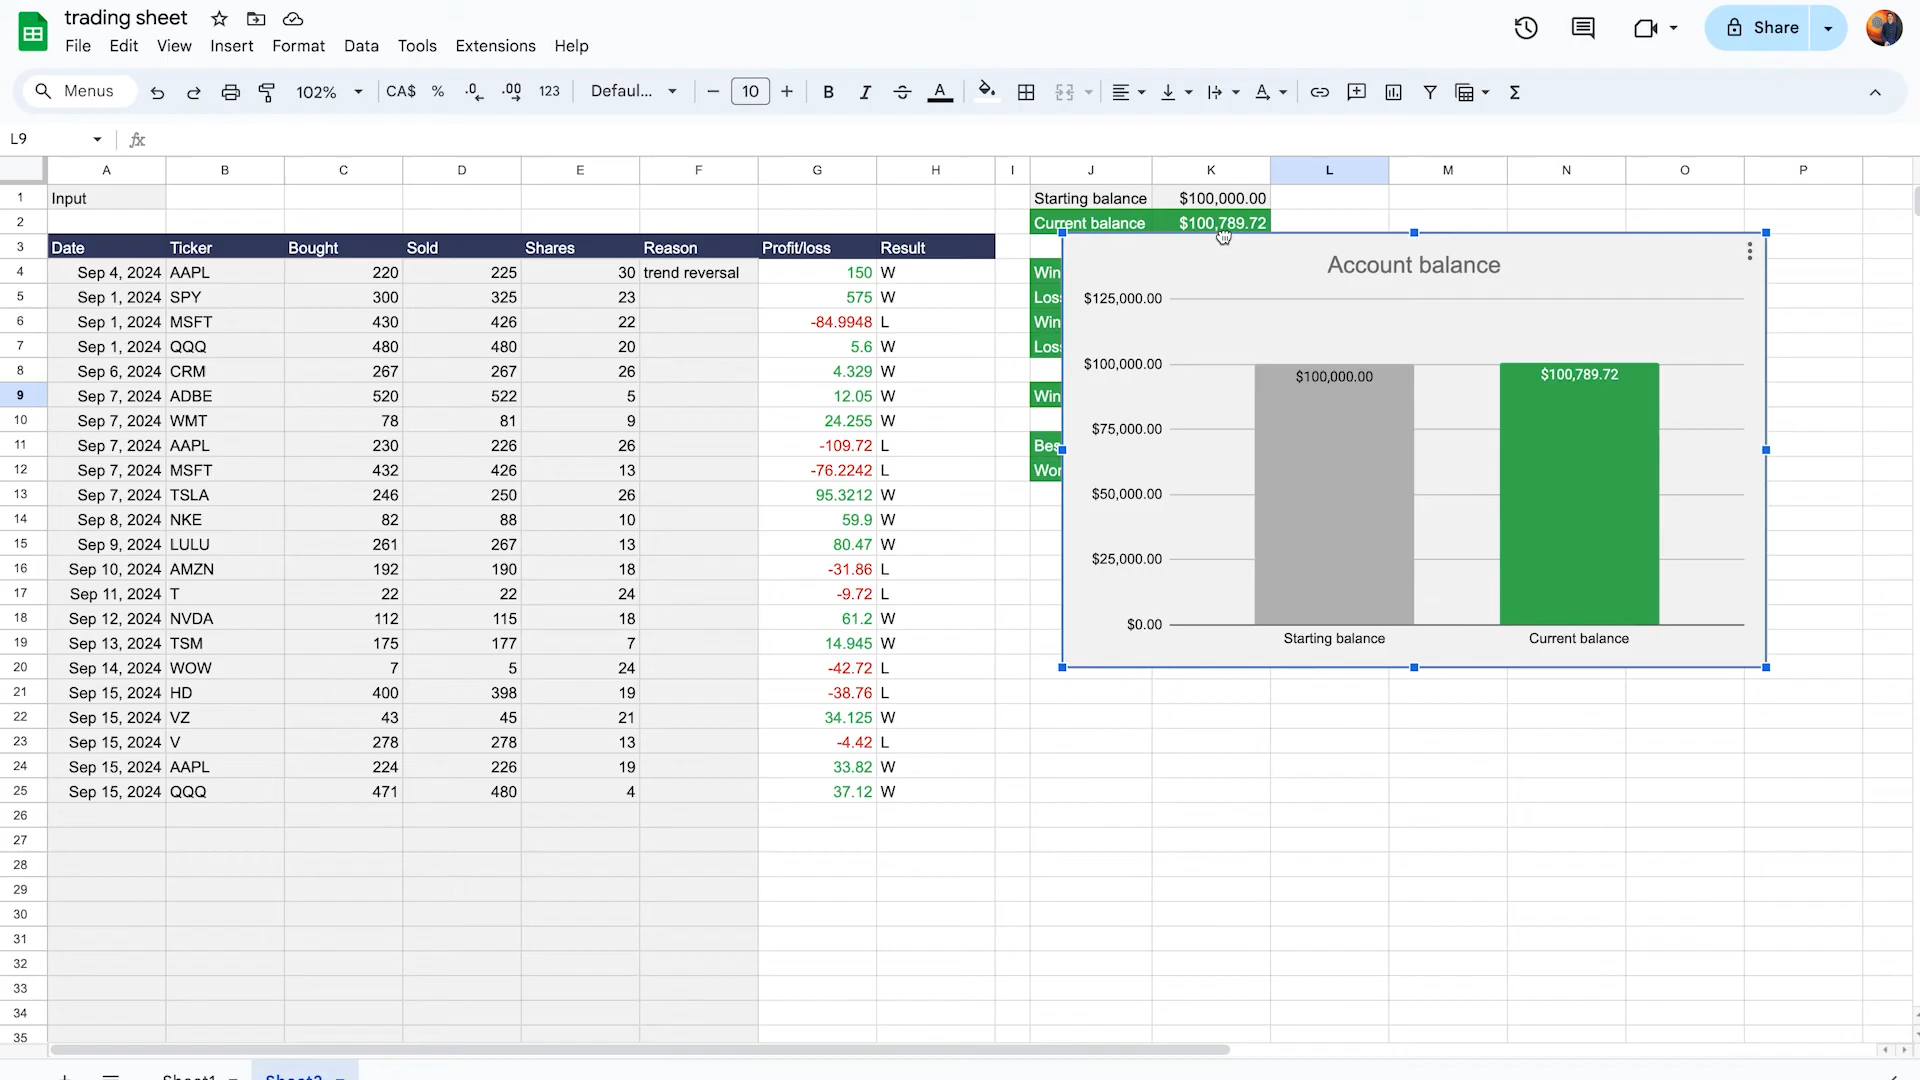 trading sheet
File Edit View Insert Format Data Tools Extensions Help
Share
Menus 102% CA$ % .0 .00 123 Defaul... 10 B I A
L9 fx
A B C D E F G H I J K L M N O P
1 Input Starting balance $100,000.00
2 Current balance $100,789.72
3 Date Ticker Bought Sold Shares Reason Profit/loss Result
4 Sep 4, 2024 AAPL 220 225 30 trend reversal 150 W Win
5 Sep 1, 2024 SPY 300 325 23 575 W Los
6 Sep 1, 2024 MSFT 430 426 22 -84.9948 L Win
7 Sep 1, 2024 QQQ 480 480 20 5.6 W Los
8 Sep 6, 2024 CRM 267 267 26 4.329 W
9 Sep 7, 2024 ADBE 520 522 5 12.05 W Win
10 Sep 7, 2024 WMT 78 81 9 24.255 W
11 Sep 7, 2024 AAPL 230 226 26 -109.72 L Bes
12 Sep 7, 2024 MSFT 432 426 13 -76.2242 L Wor
13 Sep 7, 2024 TSLA 246 250 26 95.3212 W
14 Sep 8, 2024 NKE 82 88 10 59.9 W
15 Sep 9, 2024 LULU 261 267 13 80.47 W
16 Sep 10, 2024 AMZN 192 190 18 -31.86 L
17 Sep 11, 2024 T 22 22 24 -9.72 L
18 Sep 12, 2024 NVDA 112 115 18 61.2 W
19 Sep 13, 2024 TSM 175 177 7 14.945 W
20 Sep 14, 2024 WOW 7 5 24 -42.72 L
21 Sep 15, 2024 HD 400 398 19 -38.76 L
22 Sep 15, 2024 VZ 43 45 21 34.125 W
23 Sep 15, 2024 V 278 278 13 -4.42 L
24 Sep 15, 2024 AAPL 224 226 19 33.82 W
25 Sep 15, 2024 QQQ 471 480 4 37.12 W
26
27
28
29
30
31
32
33
34
35
Account balance
$125,000.00
$100,000.00
$75,000.00
$50,000.00
$25,000.00
$0.00
$100,000.00 $100,789.72
Starting balance Current balance
Sheet1 Sheet2